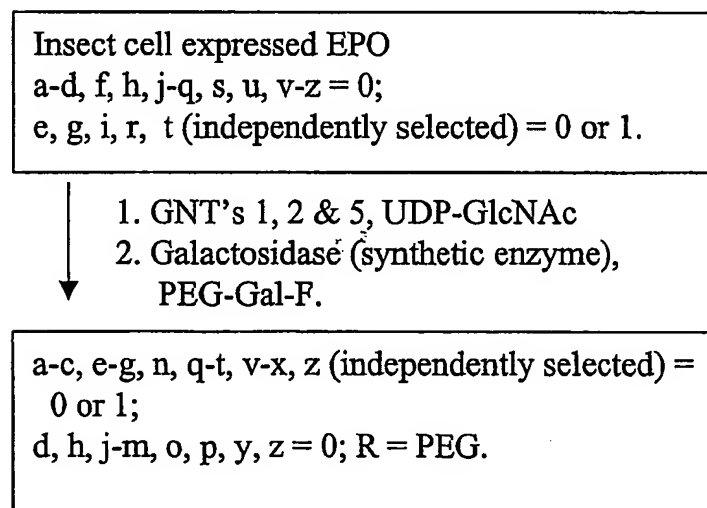 Insect cell expressed EPO
a-d, f, h, j-q, s, u, v-z = 0;
e, g, i, r, t (independently selected) = 0 or 1.
1. GNT's 1, 2 & 5, UDP-GlcNAc
2. Galactosidase (synthetic enzyme),
PEG-Gal-F.
a-c, e-g, n, q-t, v-x, z (independently selected) =
0 or 1;
d, h, j-m, o, p, y, z = 0; R = PEG.